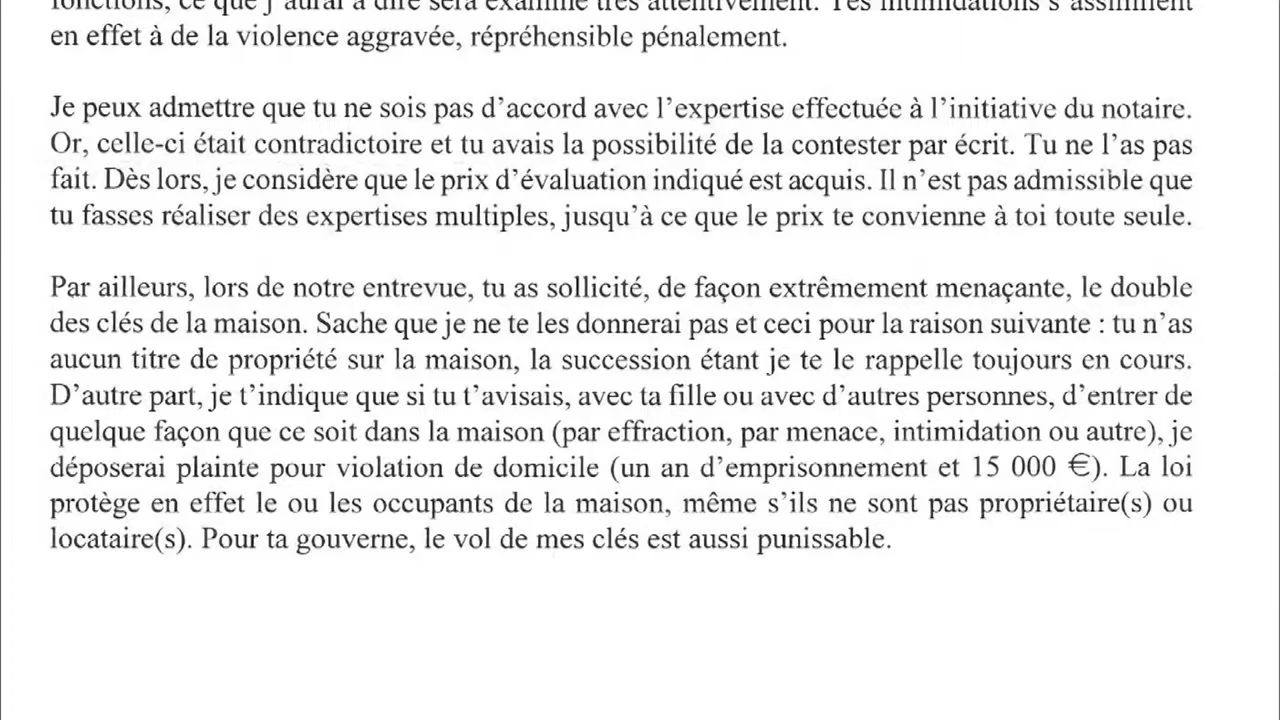 fonctions, ce que j'aurai à dire sera examiné très attentivement. Tes intimidations s'assimilent
en effet à de la violence aggravée, répréhensible pénalement.
Je peux admettre que tu ne sois pas d'accord avec l'expertise effectuée à l'initiative du notaire.
Or, celle-ci était contradictoire et tu avais la possibilité de la contester par écrit. Tu ne l'as pas
fait. Dès lors, je considère que le prix d'évaluation indiqué est acquis. Il n'est pas admissible que
tu fasses réaliser des expertises multiples, jusqu'à ce que le prix te convienne à toi toute seule.
Par ailleurs, lors de notre entrevue, tu as sollicité, de façon extrêmement menaçante, le double
des clés de la maison. Sache que je ne te les donnerai pas et ceci pour la raison suivante : tu n'as
aucun titre de propriété sur la maison, la succession étant je te le rappelle toujours en cours.
D'autre part, je t'indique que si tu t'avisais, avec ta fille ou avec d'autres personnes, d'entrer de
quelque façon que ce soit dans la maison (par effraction, par menace, intimidation ou autre), je
déposerai plainte pour violation de domicile (un an d'emprisonnement et 15 000 €). La loi
protège en effet le ou les occupants de la maison, même s'ils ne sont pas propriétaire(s) ou
locataire(s). Pour ta gouverne, le vol de mes clés est aussi punissable.